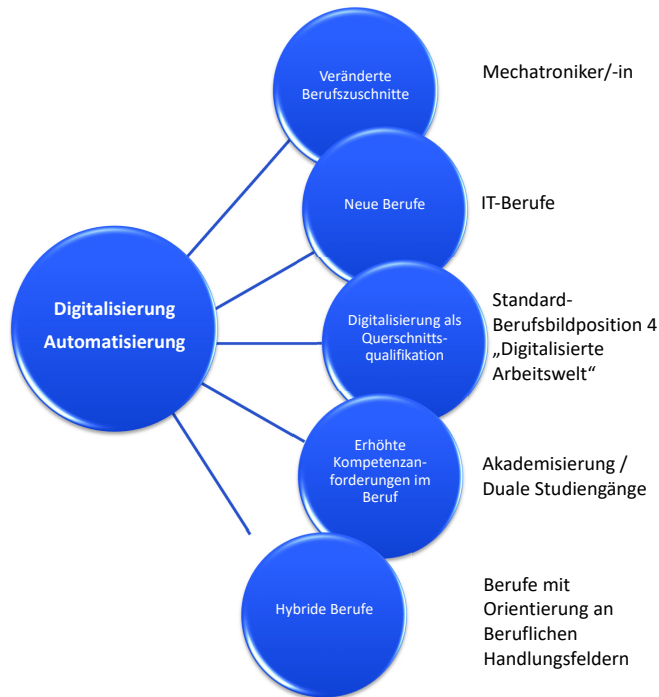 Veränderte
Berufszuschnitte
Mechatroniker/-in
Neue Berufe
IT-Berufe
Digitalisierung
Automatisierung
Digitalisierung als
Querschnitts-
qualifikation
Standard-
Berufsbildposition 4
„Digitalisierte
Arbeitswelt“
Erhöhte
Kompetenzan-
forderungen im
Beruf
Akademisierung /
Duale Studiengänge
Hybride Berufe
Berufe mit
Orientierung an
Beruflichen
Handlungsfeldern